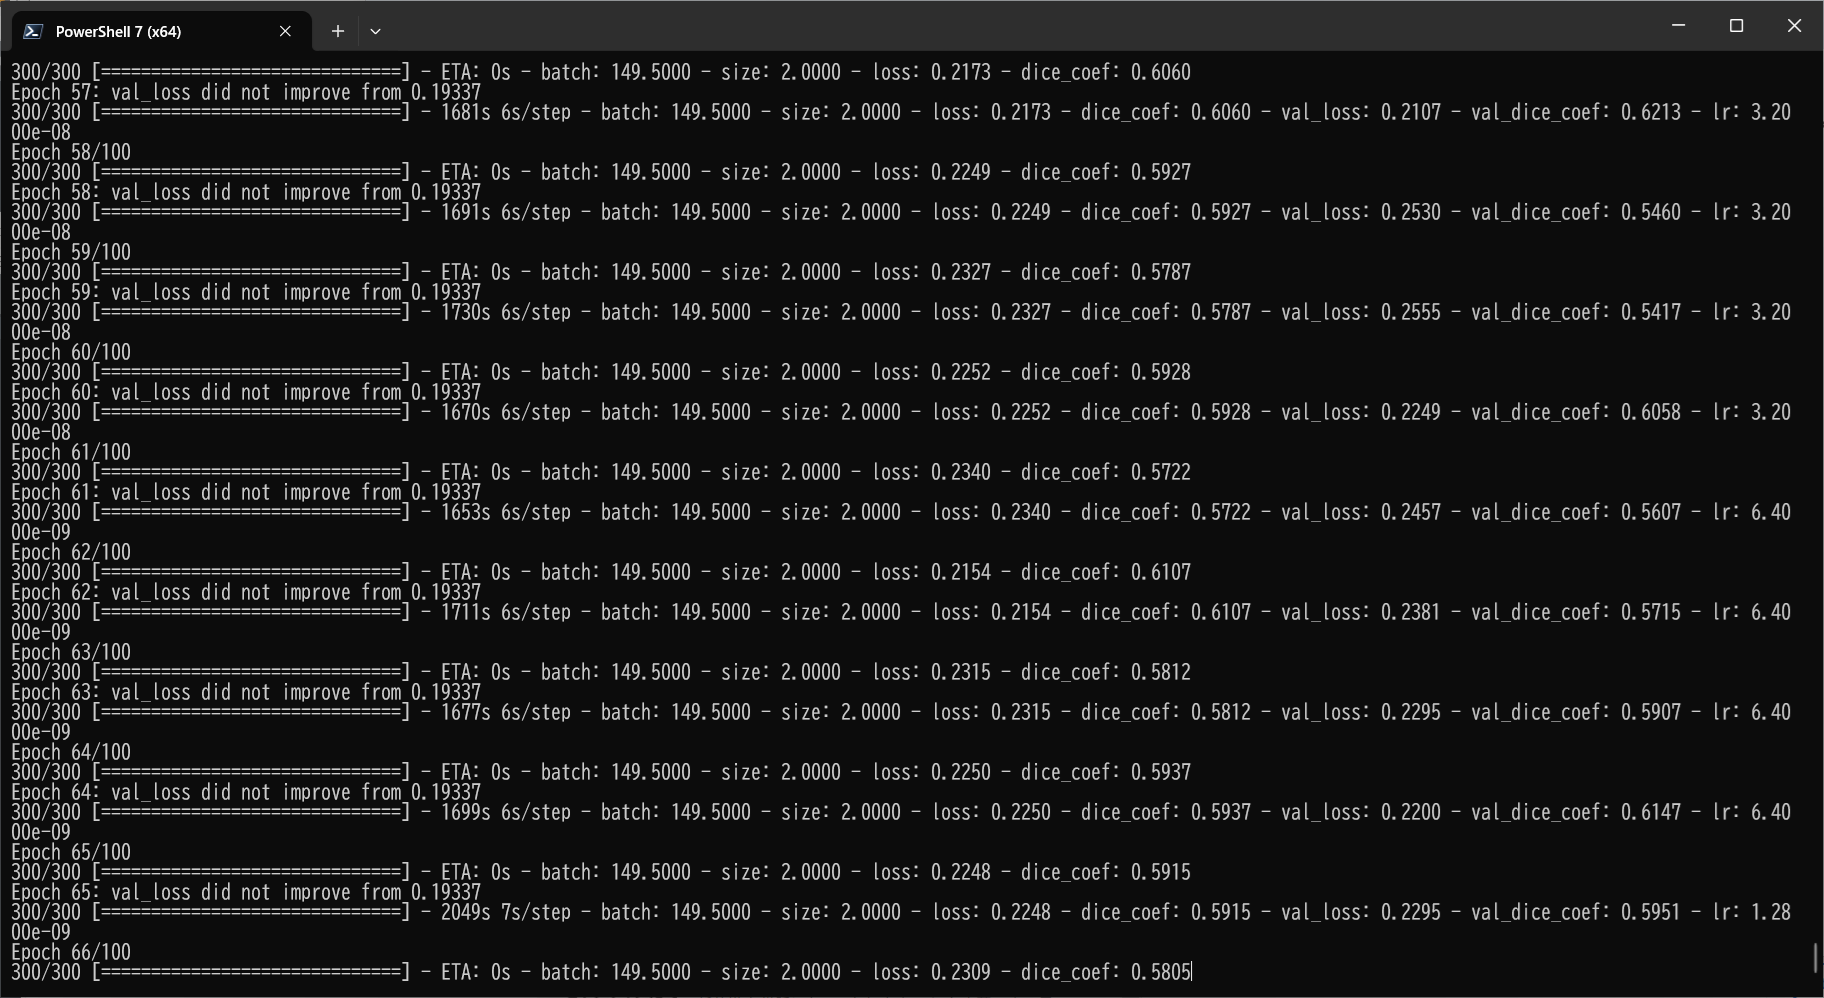 PowerShell 7 (x64)
300/300 [==============================] - ETA: 0s - batch: 149.5000 - size: 2.0000 - loss: 0.2173 - dice_coef: 0.6060
Epoch 57: val_loss did not improve from 0.19337
300/300 [==============================] - 1681s 6s/step - batch: 149.5000 - size: 2.0000 - loss: 0.2173 - dice_coef: 0.6060 - val_loss: 0.2107 - val_dice_coef: 0.6213 - lr: 3.20
00e-08
Epoch 58/100
300/300 [==============================] - ETA: 0s - batch: 149.5000 - size: 2.0000 - loss: 0.2249 - dice_coef: 0.5927
Epoch 58: val_loss did not improve from 0.19337
300/300 [==============================] - 1691s 6s/step - batch: 149.5000 - size: 2.0000 - loss: 0.2249 - dice_coef: 0.5927 - val_loss: 0.2530 - val_dice_coef: 0.5460 - lr: 3.20
00e-08
Epoch 59/100
300/300 [==============================] - ETA: 0s - batch: 149.5000 - size: 2.0000 - loss: 0.2327 - dice_coef: 0.5787
Epoch 59: val_loss did not improve from 0.19337
300/300 [==============================] - 1730s 6s/step - batch: 149.5000 - size: 2.0000 - loss: 0.2327 - dice_coef: 0.5787 - val_loss: 0.2555 - val_dice_coef: 0.5417 - lr: 3.20
00e-08
Epoch 60/100
300/300 [==============================] - ETA: 0s - batch: 149.5000 - size: 2.0000 - loss: 0.2252 - dice_coef: 0.5928
Epoch 60: val_loss did not improve from 0.19337
300/300 [==============================] - 1670s 6s/step - batch: 149.5000 - size: 2.0000 - loss: 0.2252 - dice_coef: 0.5928 - val_loss: 0.2249 - val_dice_coef: 0.6058 - lr: 3.20
00e-08
Epoch 61/100
300/300 [==============================] - ETA: 0s - batch: 149.5000 - size: 2.0000 - loss: 0.2340 - dice_coef: 0.5722
Epoch 61: val_loss did not improve from 0.19337
300/300 [==============================] - 1653s 6s/step - batch: 149.5000 - size: 2.0000 - loss: 0.2340 - dice_coef: 0.5722 - val_loss: 0.2457 - val_dice_coef: 0.5607 - lr: 6.40
00e-09
Epoch 62/100
300/300 [==============================] - ETA: 0s - batch: 149.5000 - size: 2.0000 - loss: 0.2154 - dice_coef: 0.6107
Epoch 62: val_loss did not improve from 0.19337
300/300 [==============================] - 1711s 6s/step - batch: 149.5000 - size: 2.0000 - loss: 0.2154 - dice_coef: 0.6107 - val_loss: 0.2381 - val_dice_coef: 0.5715 - lr: 6.40
00e-09
Epoch 63/100
300/300 [==============================] - ETA: 0s - batch: 149.5000 - size: 2.0000 - loss: 0.2315 - dice_coef: 0.5812
Epoch 63: val_loss did not improve from 0.19337
300/300 [==============================] - 1677s 6s/step - batch: 149.5000 - size: 2.0000 - loss: 0.2315 - dice_coef: 0.5812 - val_loss: 0.2295 - val_dice_coef: 0.5907 - lr: 6.40
00e-09
Epoch 64/100
300/300 [==============================] - ETA: 0s - batch: 149.5000 - size: 2.0000 - loss: 0.2250 - dice_coef: 0.5937
Epoch 64: val_loss did not improve from 0.19337
300/300 [==============================] - 1699s 6s/step - batch: 149.5000 - size: 2.0000 - loss: 0.2250 - dice_coef: 0.5937 - val_loss: 0.2200 - val_dice_coef: 0.6147 - lr: 6.40
00e-09
Epoch 65/100
300/300 [==============================] - ETA: 0s - batch: 149.5000 - size: 2.0000 - loss: 0.2248 - dice_coef: 0.5915
Epoch 65: val_loss did not improve from 0.19337
300/300 [==============================] - 2049s 7s/step - batch: 149.5000 - size: 2.0000 - loss: 0.2248 - dice_coef: 0.5915 - val_loss: 0.2295 - val_dice_coef: 0.5951 - lr: 1.28
00e-09
Epoch 66/100
300/300 [==============================] - ETA: 0s - batch: 149.5000 - size: 2.0000 - loss: 0.2309 - dice_coef: 0.5805